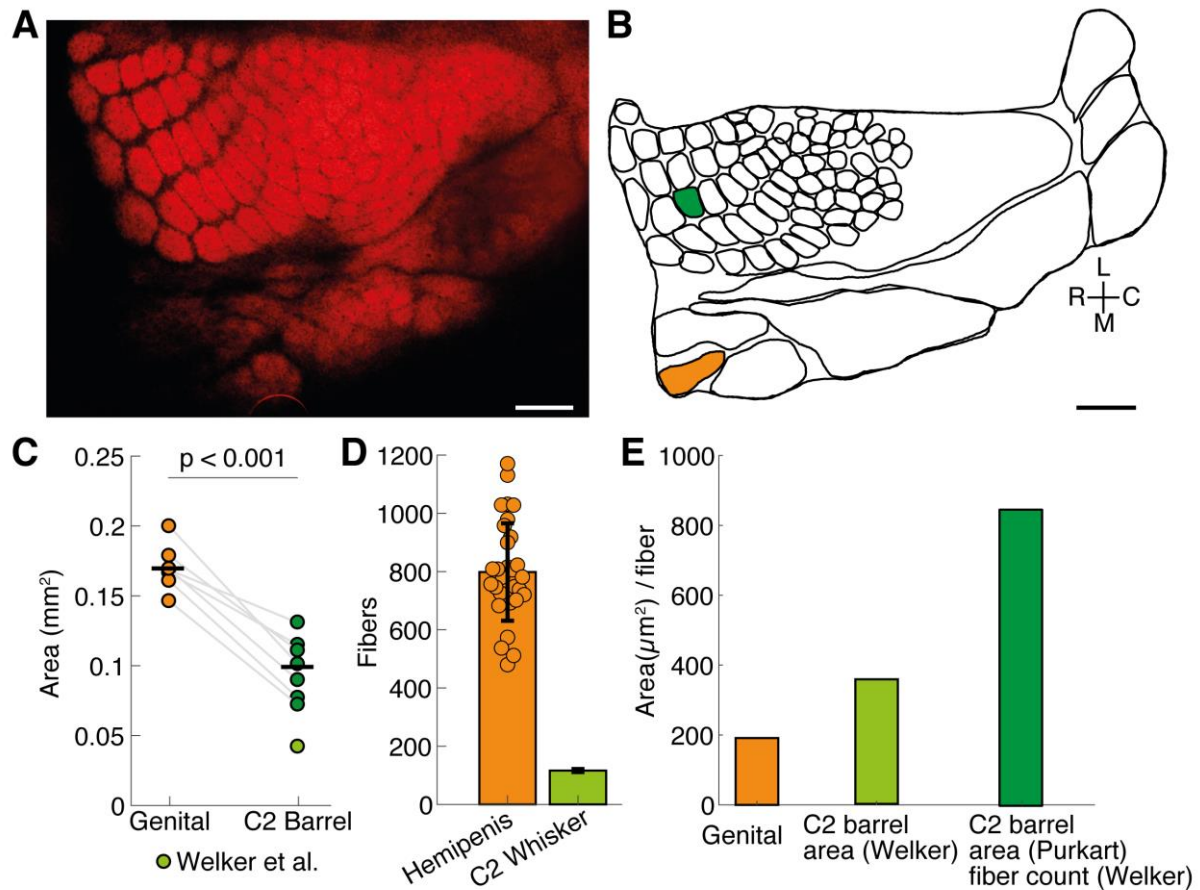 A
B
L
R
C
M
C
Area (mm²)
0.25
0.2
0.15
0.1
0.05
0
p < 0.001
Genital
C2 Barrel
Welker et al.
D
Fibers
1200
1000
800
600
400
200
0
Hemipenis
C2 Whisker
E
Area(µm²) / fiber
1000
800
600
400
200
0
Genital
C2 barrel
area (Welker)
C2 barrel
area (Purkart)
fiber count (Welker)